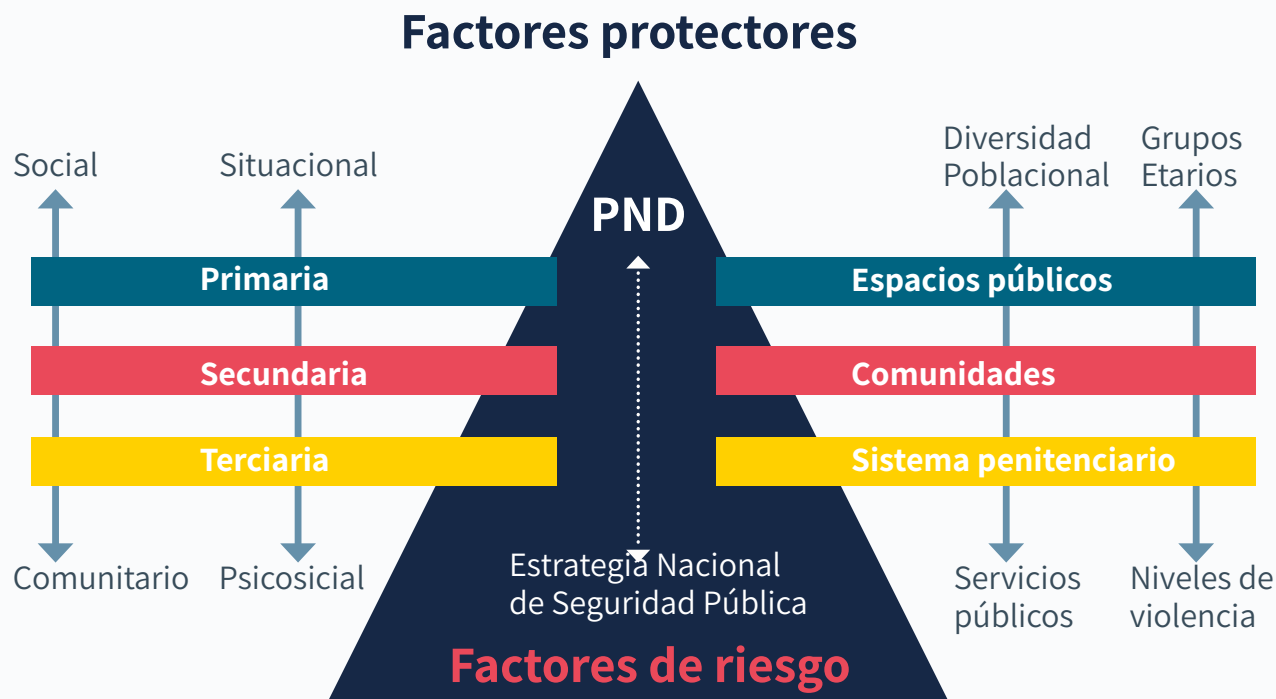 Factores protectores
Social
Situacional
Diversidad
Poblacional
Grupos
Etarios
PND
Primaria
Espacios públicos
Secundaria
Comunidades
Terciaria
Sistema penitenciario
Estrategia Nacional
de Seguridad Pública
Comunitario
Psicosicial
Servicios
públicos
Niveles de
violencia
Factores de riesgo